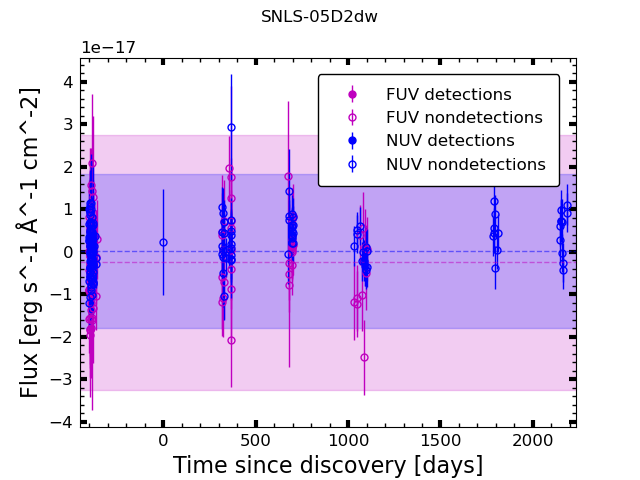 SNLS-05D2dw
1e−17
FUV detections
FUV nondetections
NUV detections
NUV nondetections
4
3
2
1
0
−1
−2
−3
−4
Flux [erg s^-1 Å^-1 cm^-2]
0 500 1000 1500 2000
Time since discovery [days]